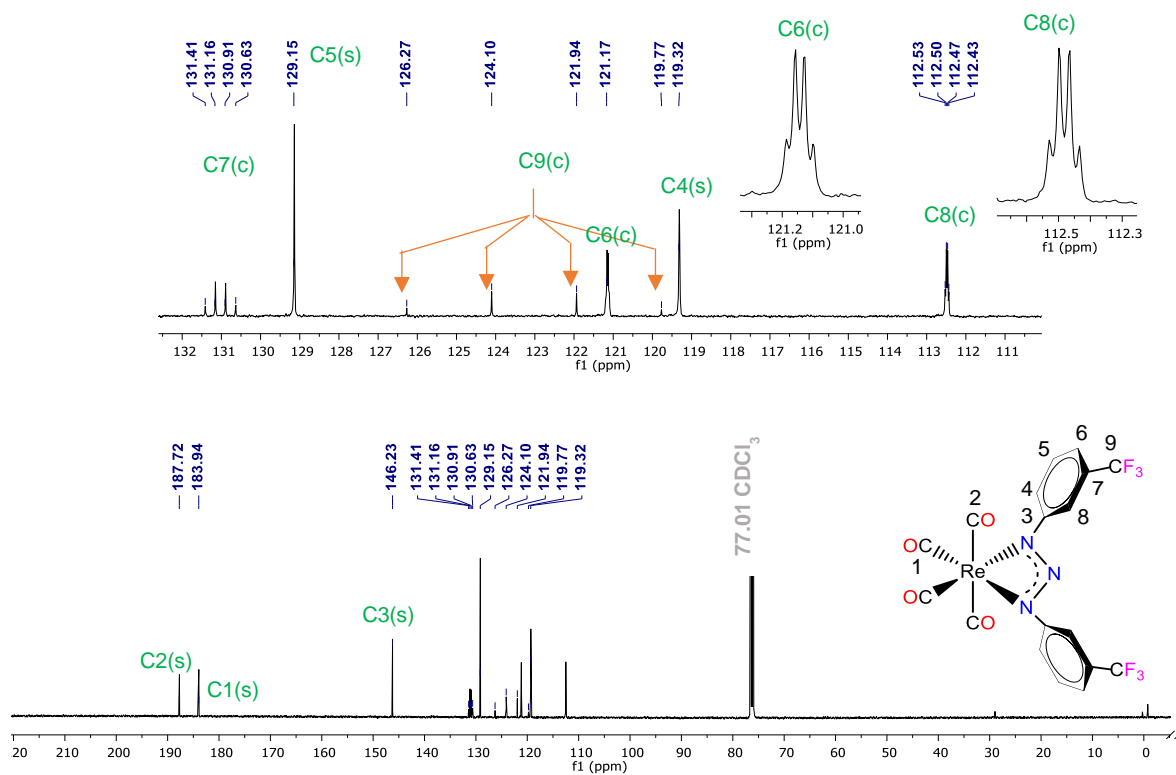 131.41
131.16
130.91
130.63
129.15
C5(s)
126.27
124.10
121.94
121.17
119.77
119.32
C6(c)
112.53
112.50
112.47
112.43
C8(c)
C7(c)
C9(c)
C4(s)
C6(c)
C8(c)
121.2 121.0
f1 (ppm)
112.5 112.3
f1 (ppm)
132 131 130 129 128 127 126 125 124 123 122 121 120 119 118 117 116 115 114 113 112 111
f1 (ppm)
187.72
183.94
146.23
131.41
131.16
130.91
130.63
129.15
126.27
124.10
121.94
119.77
119.32
77.01 CDCl3
C2(s)
C1(s)
C3(s)
6
5
9
CF3
4
7
2
3
8
CO
OC
N
1
Re
N
OC
N
CO
CF3
20 210 200 190 180 170 160 150 140 130 120 110 100 90 80 70 60 50 40 30 20 10 0
f1 (ppm)